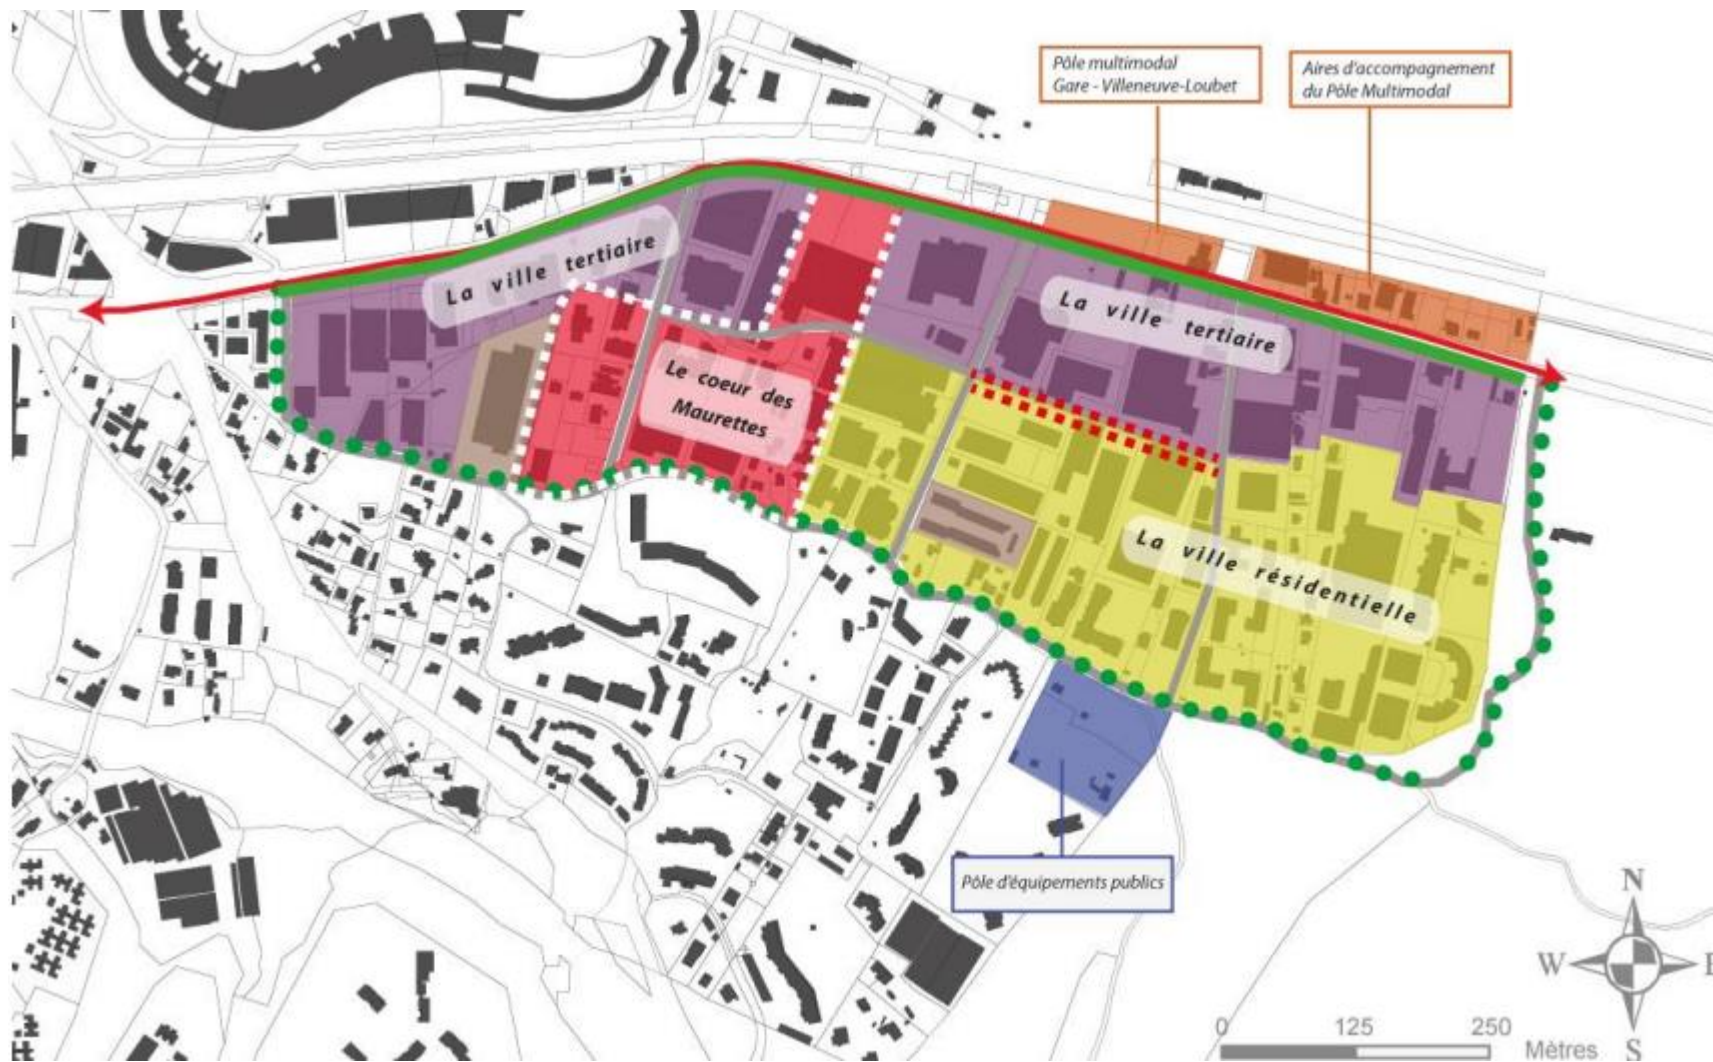 Pôle multimodal
Gare - Villeneuve-Loubet
Aires d'accompagnement
du Pôle Multimodal
La ville tertiaire
La ville tertiaire
Le coeur des
Maurettes
La ville résidentielle
Pôle d'équipements publics
N
W
E
S
0 125 250
Mètres